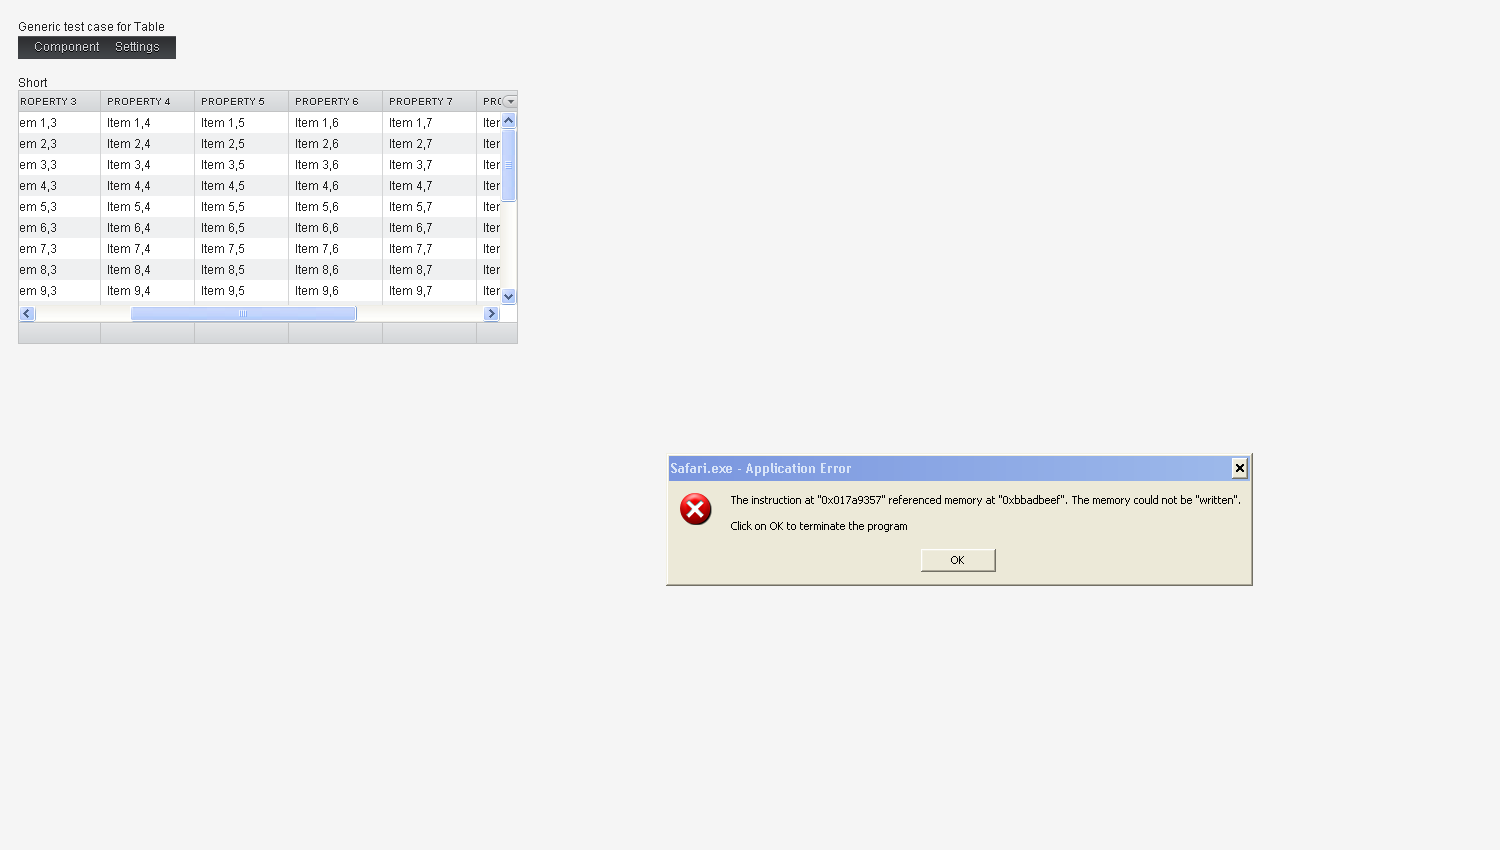 Generic test case for Table
Component Settings
Short
ROPERTY 3 PROPERTY 4 PROPERTY 5 PROPERTY 6 PROPERTY 7 PRO
em 1,3 Item 1,4 Item 1,5 Item 1,6 Item 1,7 Iter
em 2,3 Item 2,4 Item 2,5 Item 2,6 Item 2,7 Iter
em 3,3 Item 3,4 Item 3,5 Item 3,6 Item 3,7 Iter
em 4,3 Item 4,4 Item 4,5 Item 4,6 Item 4,7 Iter
em 5,3 Item 5,4 Item 5,5 Item 5,6 Item 5,7 Iter
em 6,3 Item 6,4 Item 6,5 Item 6,6 Item 6,7 Iter
em 7,3 Item 7,4 Item 7,5 Item 7,6 Item 7,7 Iter
em 8,3 Item 8,4 Item 8,5 Item 8,6 Item 8,7 Iter
em 9,3 Item 9,4 Item 9,5 Item 9,6 Item 9,7 Iter
Safari.exe - Application Error
The instruction at "0x017a9357" referenced memory at "0xbbadbeef". The memory could not be "written".
Click on OK to terminate the program
OK